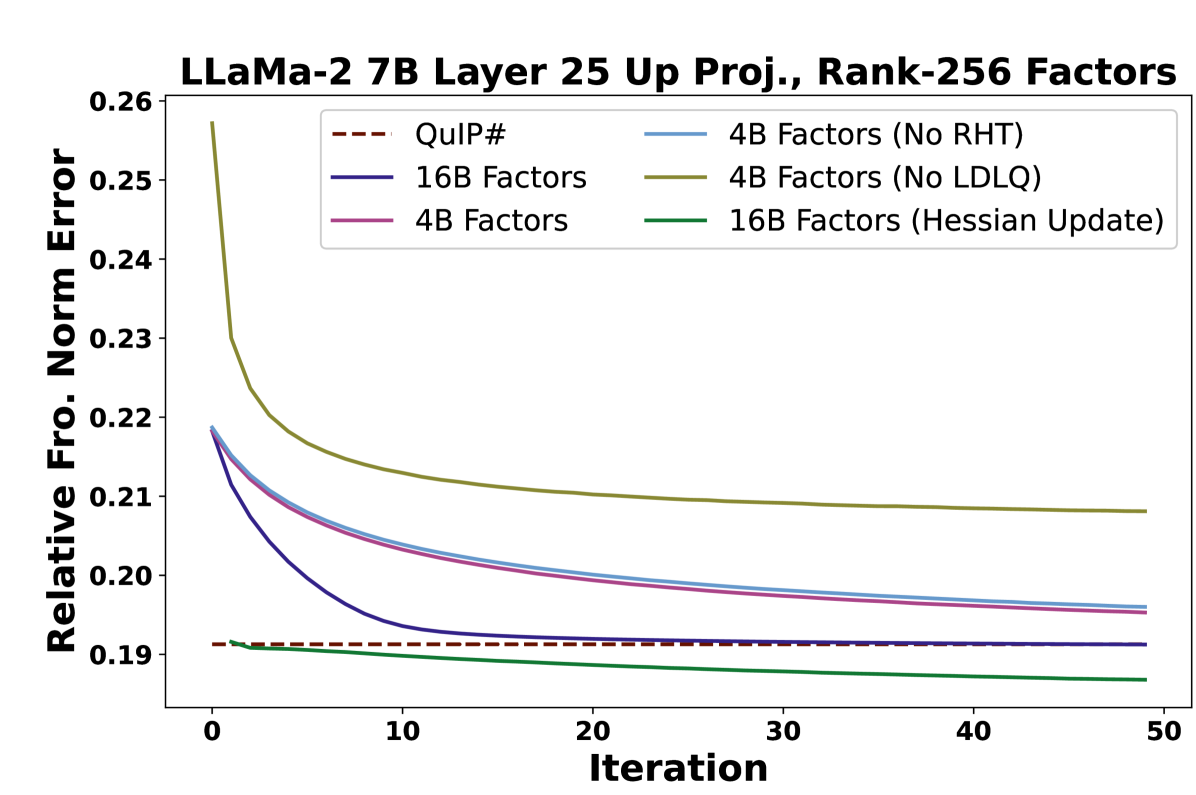 LLaMa-2 7B Layer 25 Up Proj., Rank-256 Factors
Relative Fro. Norm Error
0.26
0.25
0.24
0.23
0.22
0.21
0.20
0.19
QuIP#
16B Factors
4B Factors
4B Factors (No RHT)
4B Factors (No LDLQ)
16B Factors (Hessian Update)
0
10
20
30
40
50
Iteration